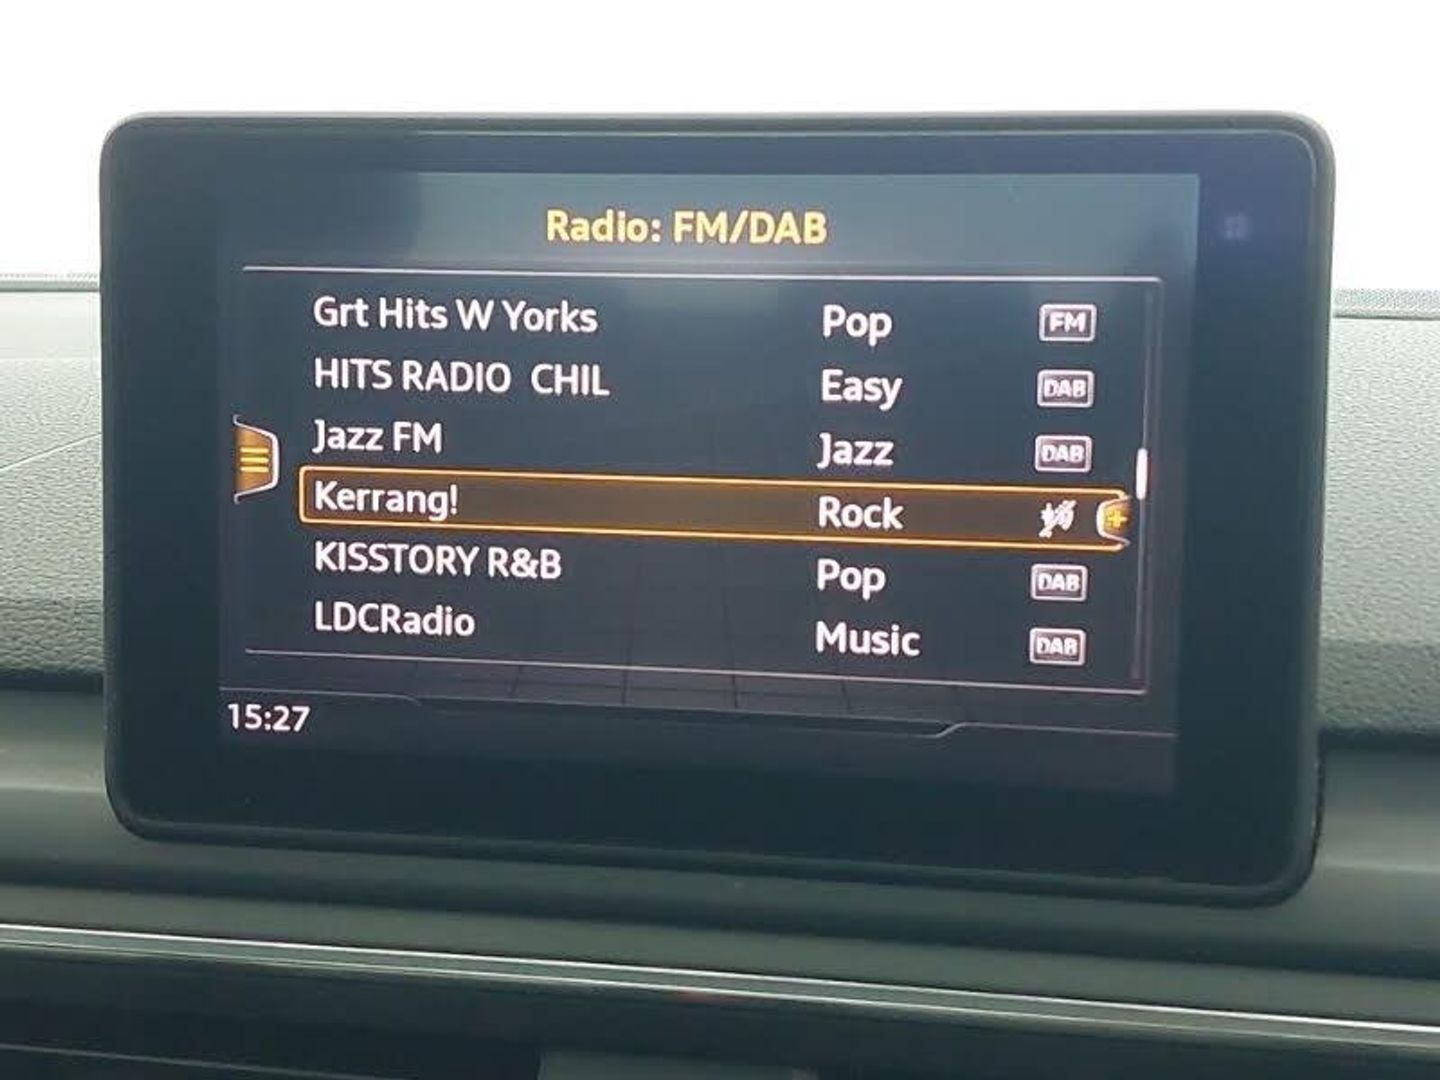 Radio: FM/DAB
Grt Hits W Yorks Pop FM
HITS RADIO CHIL Easy DAB
Jazz FM Jazz DAB
Kerrang! Rock
KISSTORY R&B Pop DAB
LDCRadio Music DAB
15:27